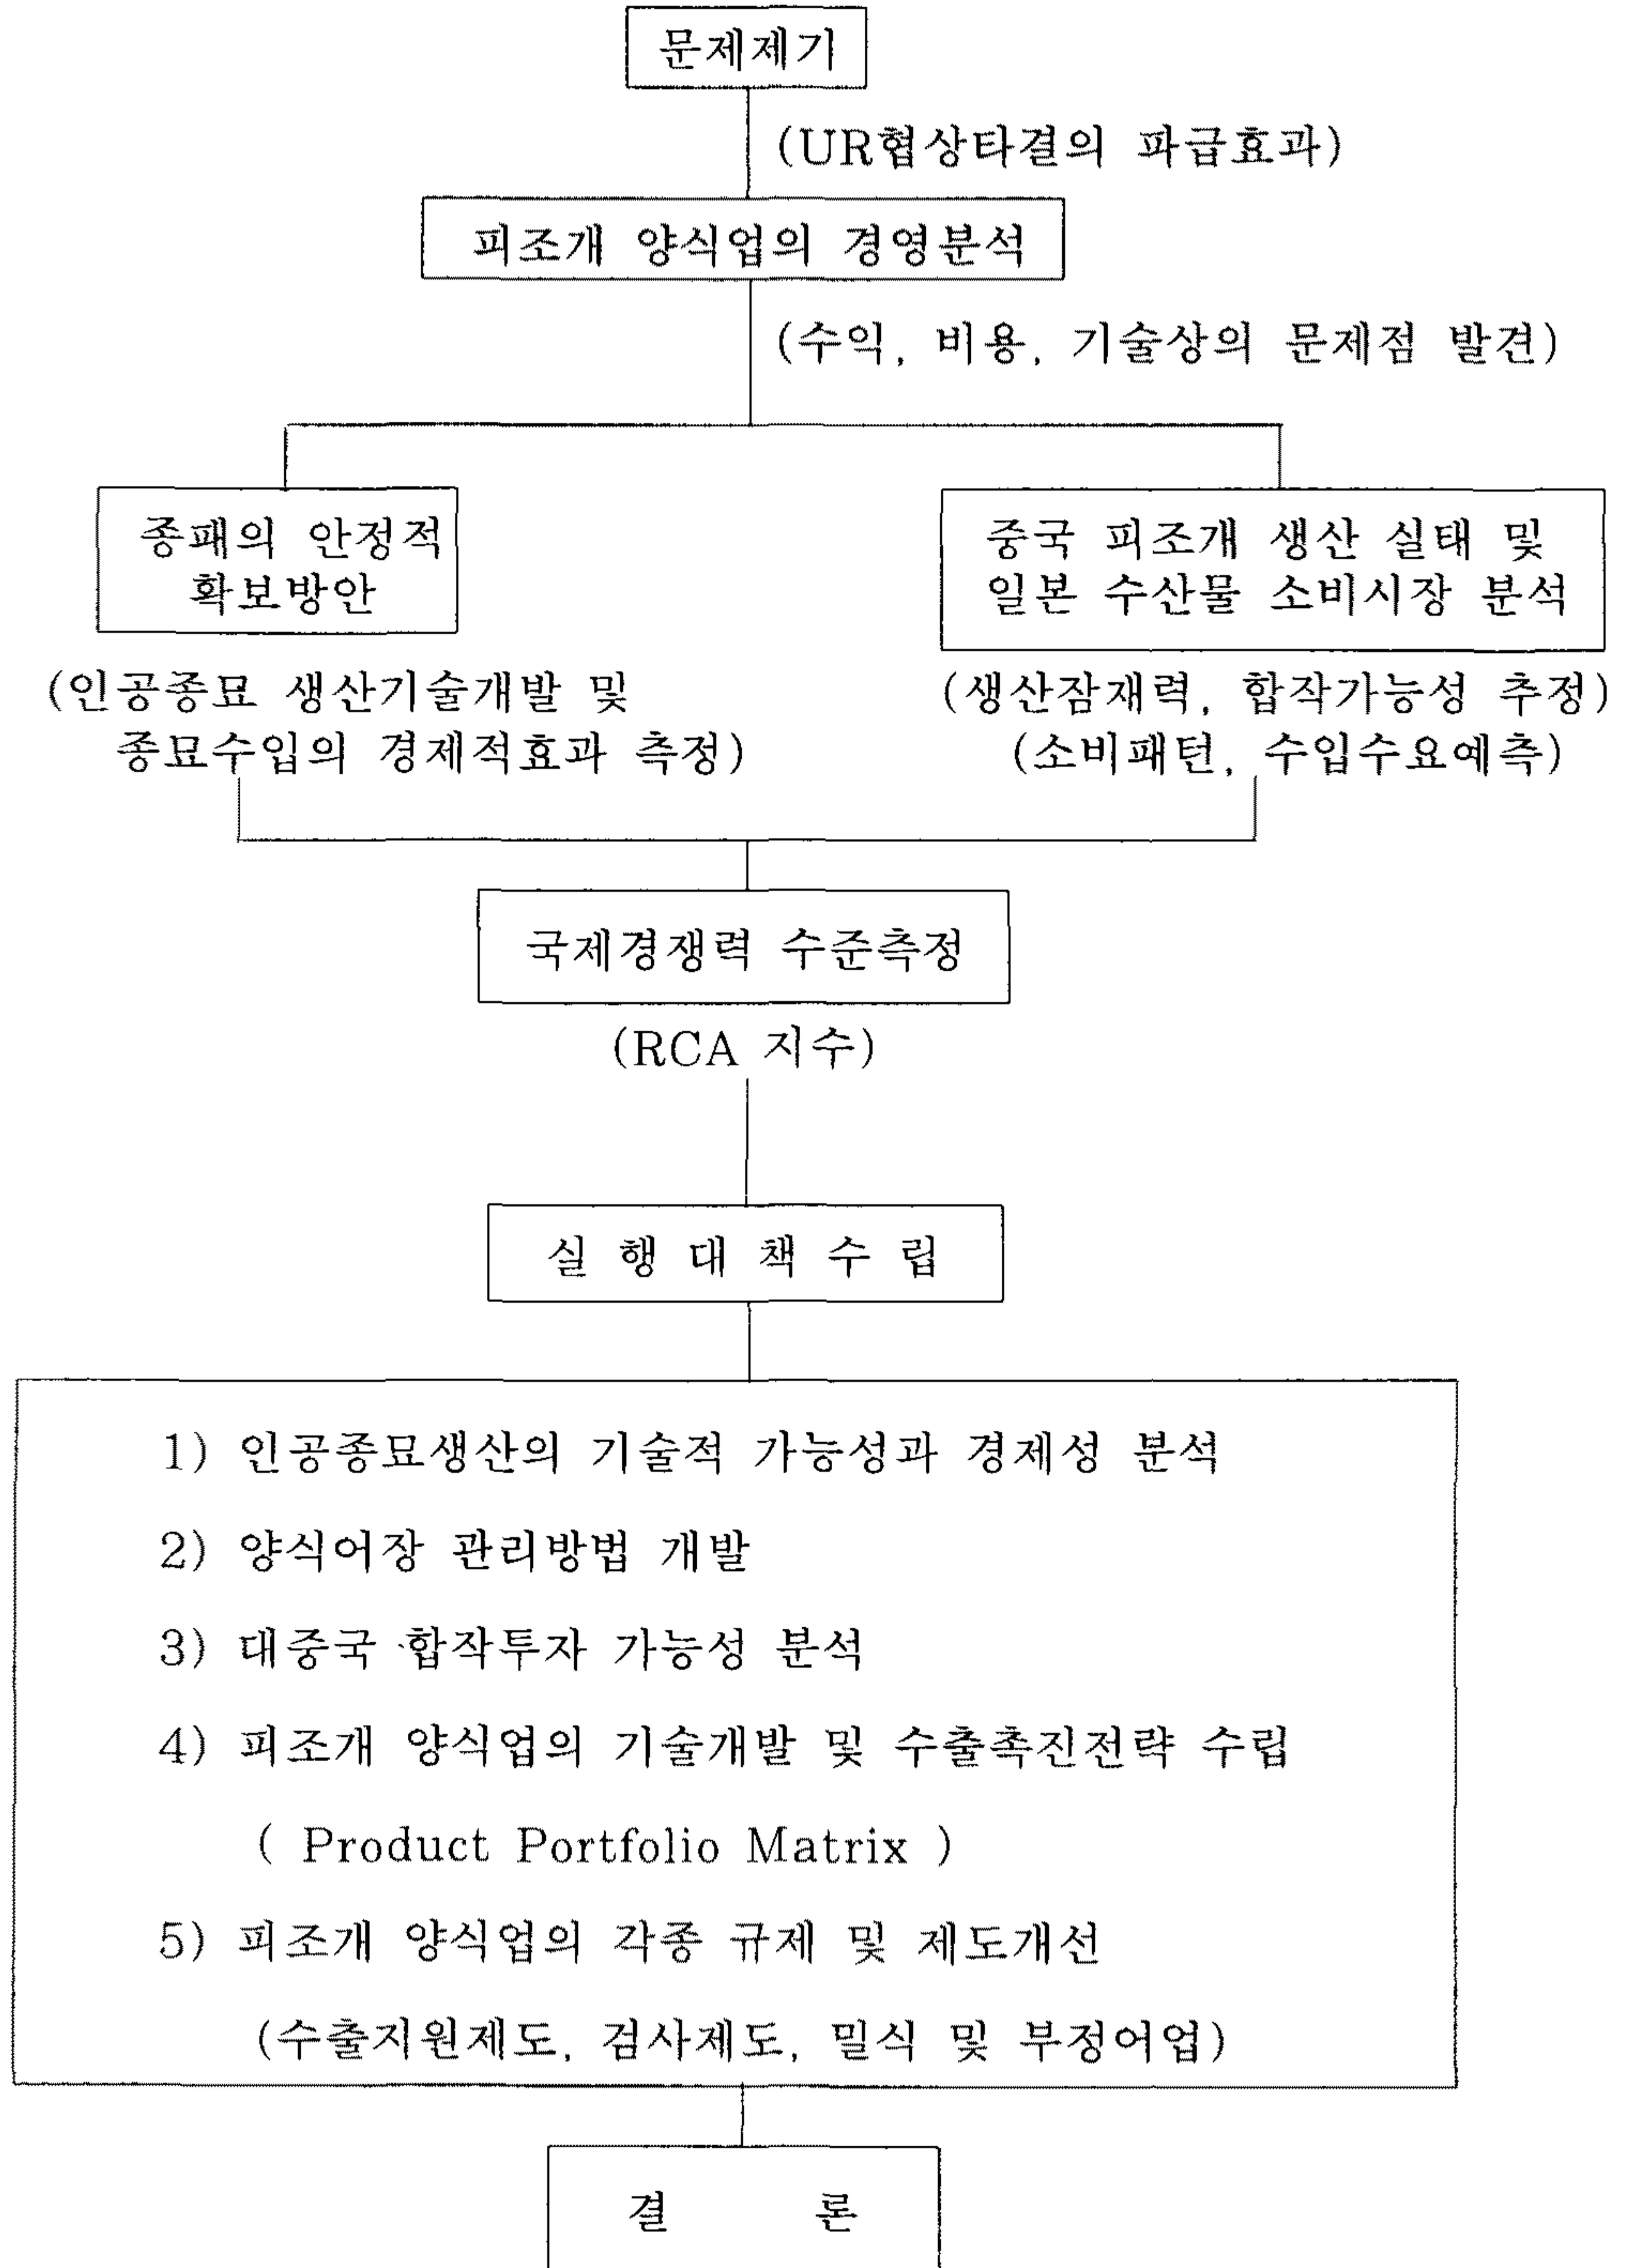 문제제기
(UR협상타결의 파급효과)
피조개 양식업의 경영분석
(수익, 비용, 기술상의 문제점 발견)
종패의 안정적
확보방안
중국 피조개 생산 실태 및
일본 수산물 소비시장 분석
(인공종묘 생산기술개발 및
종묘수입의 경제적효과 측정)
(생산잠재력, 합작가능성 추정)
(소비패턴, 수입수요예측)
국제경쟁력 수준측정
(RCA 지수)
실 행 대 책 수 립
1) 인공종묘생산의 기술적 가능성과 경제성 분석
2) 양식어장 관리방법 개발
3) 대중국 합작투자 가능성 분석
4) 피조개 양식업의 기술개발 및 수출촉진전략 수립
( Product Portfolio Matrix )
5) 피조개 양식업의 각종 규제 및 제도개선
(수출지원제도, 검사제도, 밀식 및 부정어업)
결 론